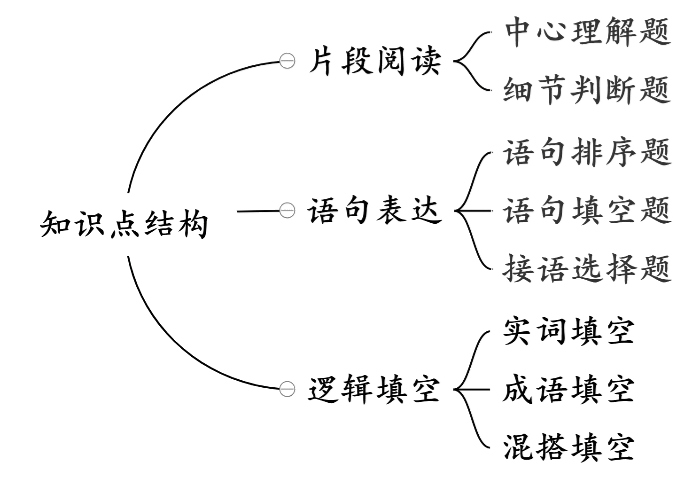 知识点结构
片段阅读
中心理解题
细节判断题
语句表达
语句排序题
语句填空题
接语选择题
逻辑填空
实词填空
成语填空
混搭填空